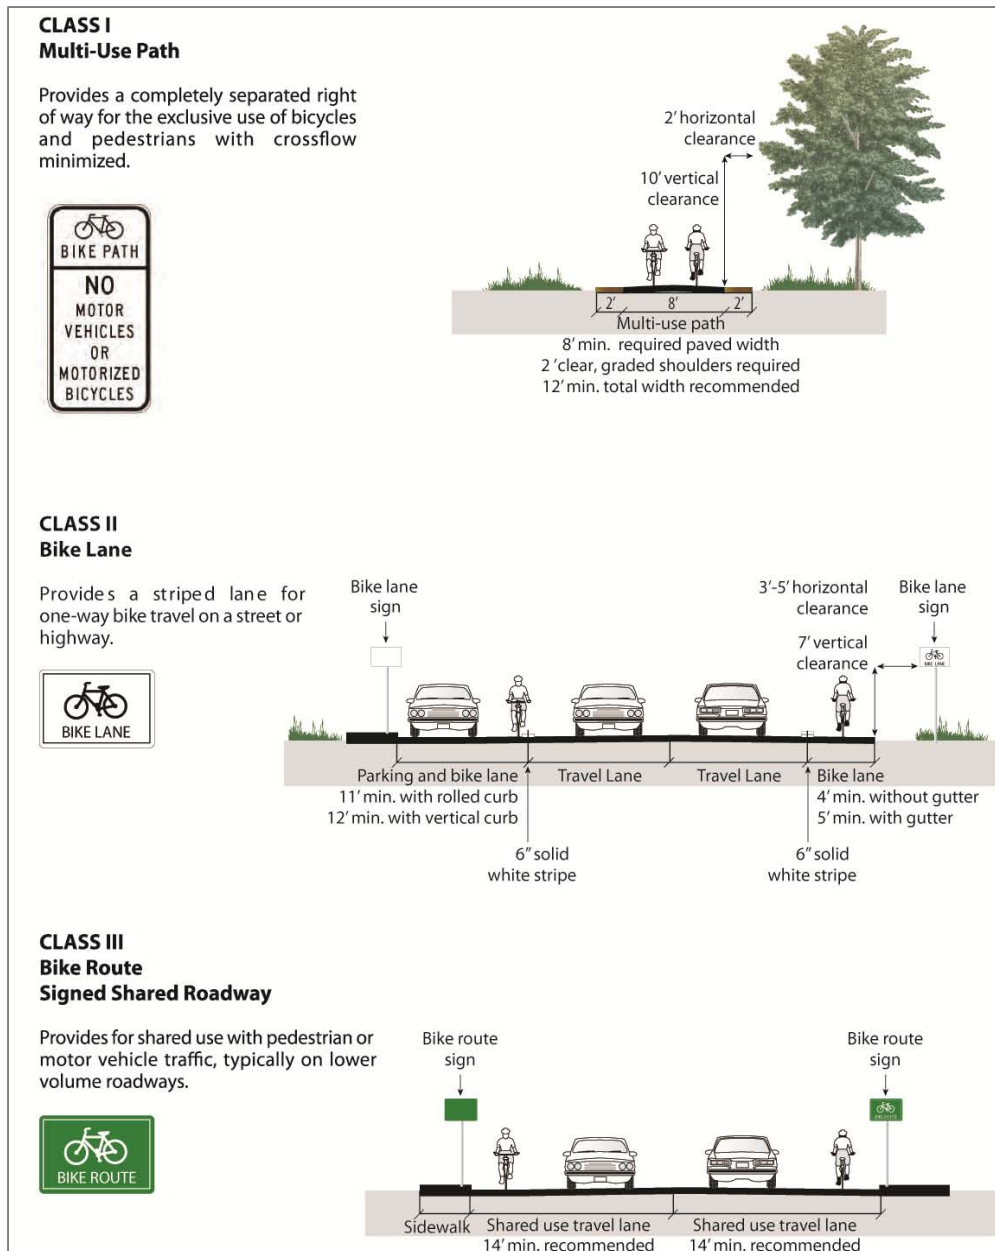 CLASS I
Multi-Use Path
Provides a completely separated right
of way for the exclusive use of bicycles
and pedestrians with crossflow
minimized.
BIKE PATH
NO
MOTOR
VEHICLES
OR
MOTORIZED
BICYCLES
2' horizontal
clearance
10' vertical
clearance
2' 8' 2'
Multi-use path
8' min. required paved width
2 'clear, graded shoulders required
12' min. total width recommended
CLASS II
Bike Lane
Provides a striped lane for
one-way bike travel on a street or
highway.
BIKE LANE
Bike lane
sign
3'-5' horizontal
clearance
Bike lane
sign
7' vertical
clearance
BIKE LANE
Parking and bike lane
11' min. with rolled curb
12' min. with vertical curb
Travel Lane
Travel Lane
Bike lane
4' min. without gutter
5' min. with gutter
6" solid
white stripe
6" solid
white stripe
CLASS III
Bike Route
Signed Shared Roadway
Provides for shared use with pedestrian or
motor vehicle traffic, typically on lower
volume roadways.
BIKE ROUTE
Bike route
sign
Bike route
sign
BIKE ROUTE
Sidewalk
Shared use travel lane
14' min. recommended
Shared use travel lane
14' min. recommended